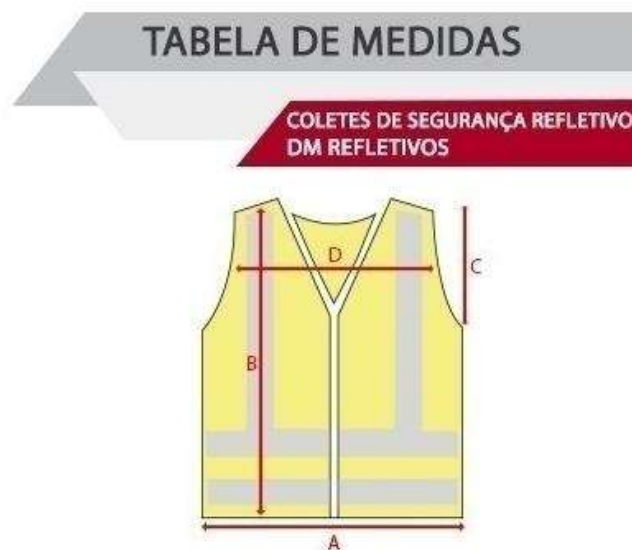 TABELA DE MEDIDAS
COLETES DE SEGURANÇA REFLETIVO
DM REFLETIVOS
D
C
B
A